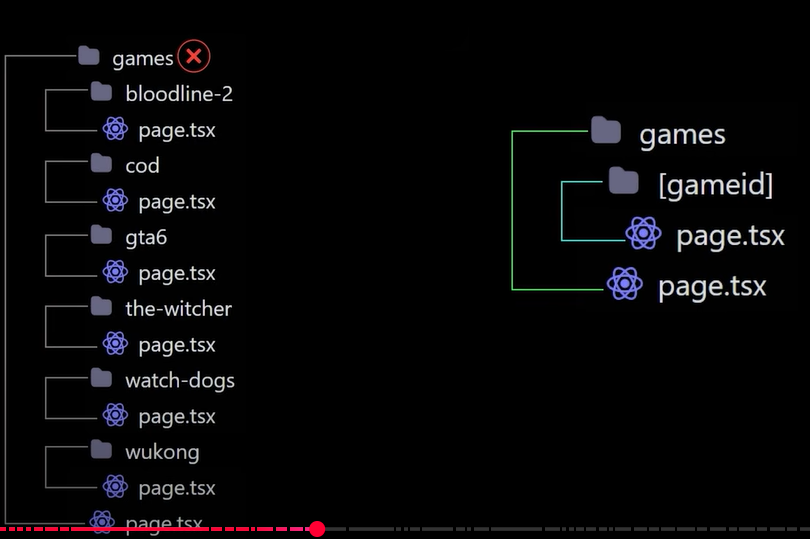 games
bloodline-2
page.tsx
cod
page.tsx
gta6
page.tsx
the-witcher
page.tsx
watch-dogs
page.tsx
wukong
page.tsx
page.tsx
games
[gameid]
page.tsx
page.tsx